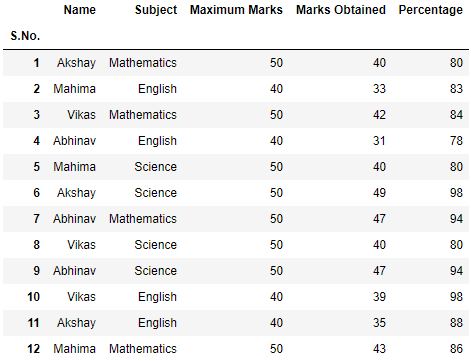 Name Subject Maximum Marks Marks Obtained Percentage
S.No.
1 Akshay Mathematics 50 40 80
2 Mahima English 40 33 83
3 Vikas Mathematics 50 42 84
4 Abhinav English 40 31 78
5 Mahima Science 50 40 80
6 Akshay Science 50 49 98
7 Abhinav Mathematics 50 47 94
8 Vikas Science 50 40 80
9 Abhinav Science 50 47 94
10 Vikas English 40 39 98
11 Akshay English 40 35 88
12 Mahima Mathematics 50 43 86